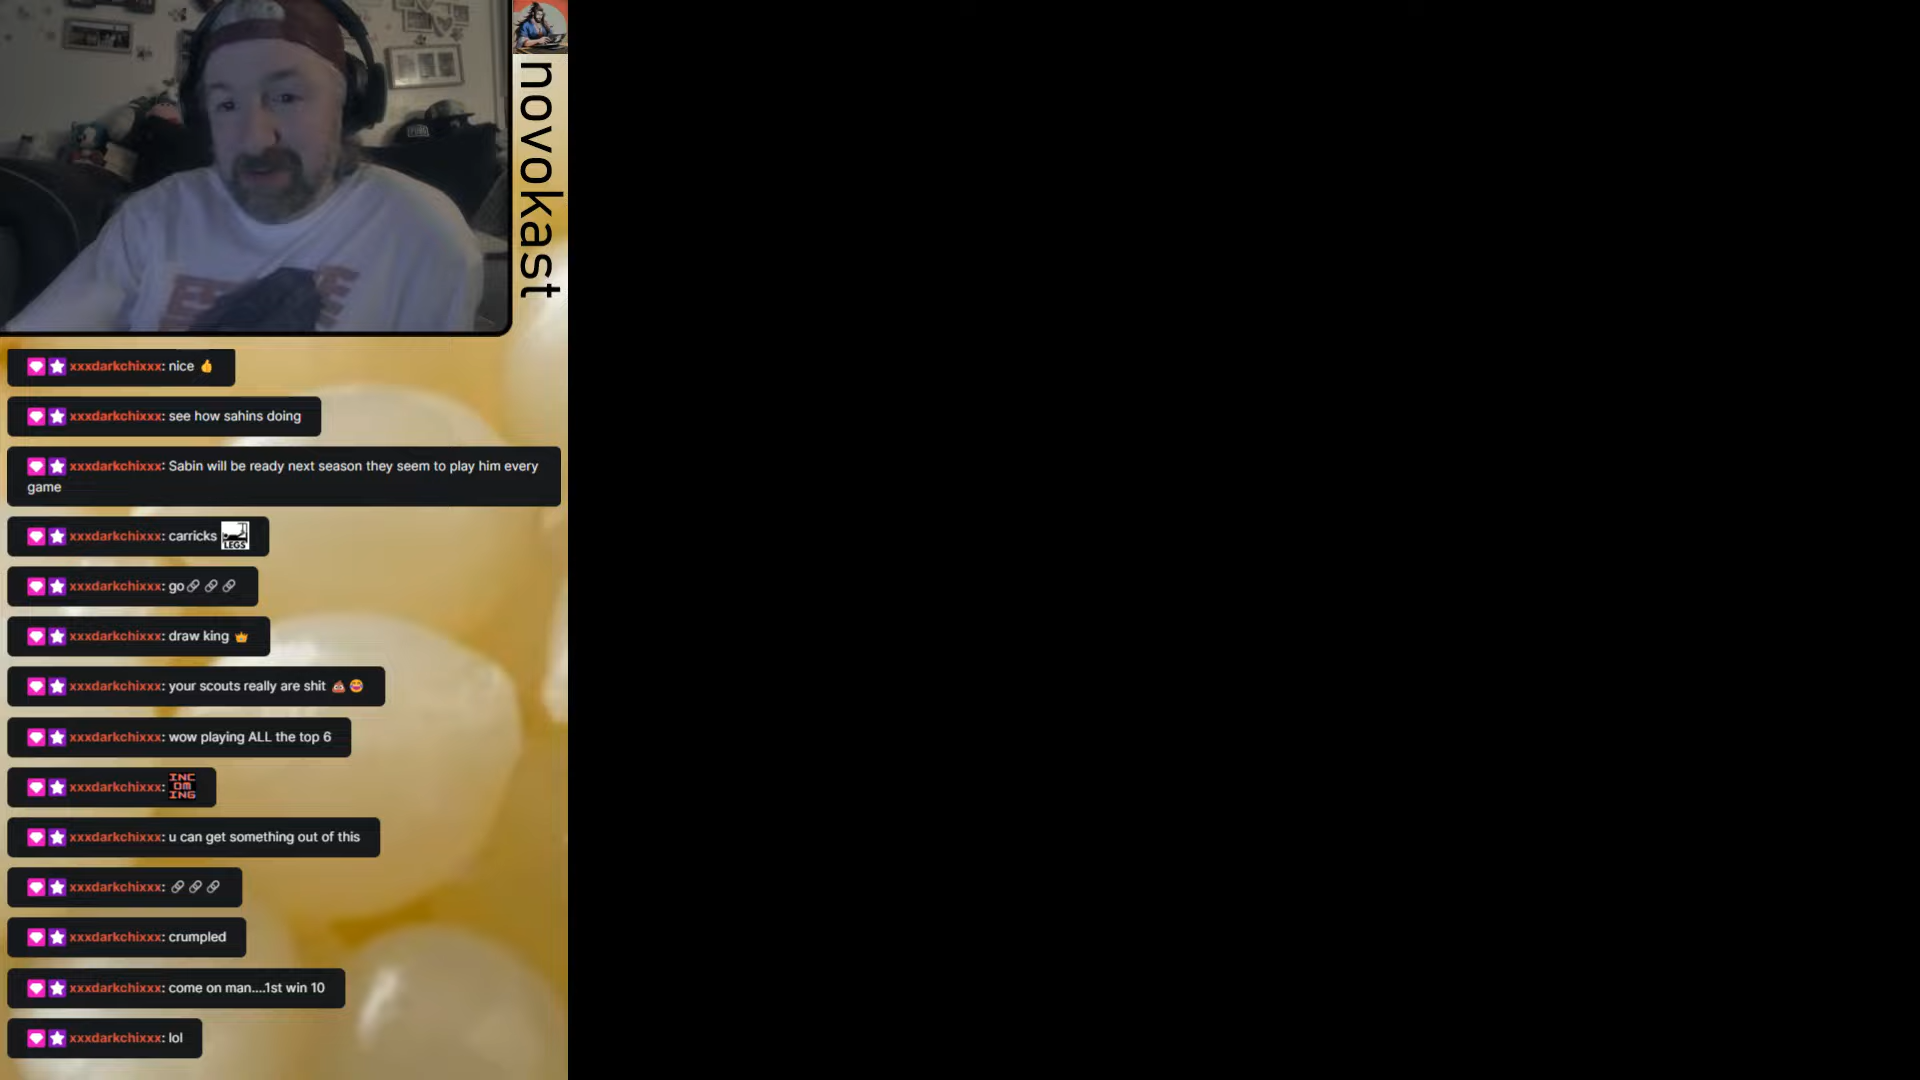 novokast
xxxdarkchixxx: nice 👍
xxxdarkchixxx: see how sahins doing
xxxdarkchixxx: Sabin will be ready next season they seem to play him every
game
xxxdarkchixxx: carricks LEGS
xxxdarkchixxx: go🔗 🔗 🔗
xxxdarkchixxx: draw king 👑
xxxdarkchixxx: your scouts really are shit 💩 😂
xxxdarkchixxx: wow playing ALL the top 6
xxxdarkchixxx: INC
OM
ING
xxxdarkchixxx: u can get something out of this
xxxdarkchixxx: 🔗 🔗 🔗
xxxdarkchixxx: crumpled
xxxdarkchixxx: come on man....1st win 10
xxxdarkchixxx: lol